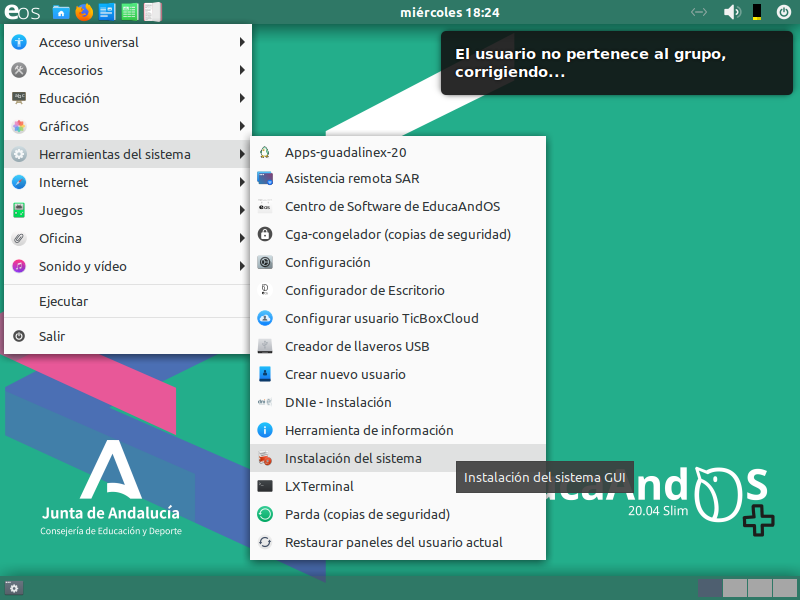 eos
miércoles 18:24
El usuario no pertenece al grupo,
corrigiendo...
Acceso universal
Accesorios
Educación
Gráficos
Herramientas del sistema
Internet
Juegos
Oficina
Sonido y vídeo
Ejecutar
Salir
Apps-guadalinex-20
Asistencia remota SAR
Centro de Software de EducaAndOS
Cga-congelador (copias de seguridad)
Configuración
Configurador de Escritorio
Configurar usuario TicBoxCloud
Creador de llaveros USB
Crear nuevo usuario
DNIe - Instalación
Herramienta de información
Instalación del sistema
LXTerminal
Parda (copias de seguridad)
Restaurar paneles del usuario actual
Instalación del sistema GUI
ucaAndOS
20.04 Slim
Junta de Andalucía
Consejería de Educación y Deporte